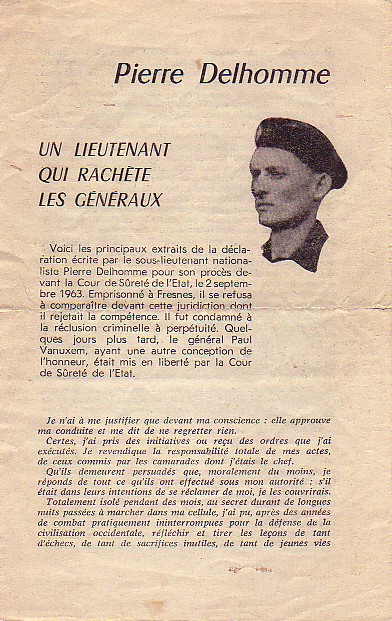 Pierre Delhomme
UN LIEUTENANT
QUI RACHÈTE
LES GÉNÉRAUX
Voici les principaux extraits de la décla-
ration écrite par le sous-lieutenant nationa-
liste Pierre Delhomme pour son procès de-
vant la Cour de Sûreté de l'Etat, le 2 septem-
bre 1963. Emprisonné à Fresnes, il se refusa
à comparaître devant cette juridiction dont
il rejetait la compétence. Il fut condamné à
la réclusion criminelle à perpétuité. Quel-
ques jours plus tard, le général Paul
Vanuxem, ayant une autre conception de
l'honneur, était mis en liberté par la Cour
de Sûreté de l'Etat.
Je n'ai à me justifier que devant ma conscience : elle approuve
ma conduite et me dit de ne regretter rien.
Certes, j'ai pris des initiatives ou reçu des ordres que j'ai
exécutés. Je revendique la responsabilité totale de mes actes,
de ceux commis par les camarades dont j'étais le chef.
Qu'ils demeurent persuadés que, moralement du moins, je
réponds de tout ce qu'ils ont effectué sous mon autorité : s'il
était dans leurs intentions de se réclamer de moi, je les couvrirais.
Totalement isolé pendant des mois, au secret durant de longues
nuits passées à marcher dans ma cellule, j'ai pu, après des années
de combat pratiquement ininterrompues pour la défense de la
civilisation occidentale, réfléchir et tirer les leçons de tant
d'échecs, de tant de sacrifices inutiles, de tant de jeunes vies